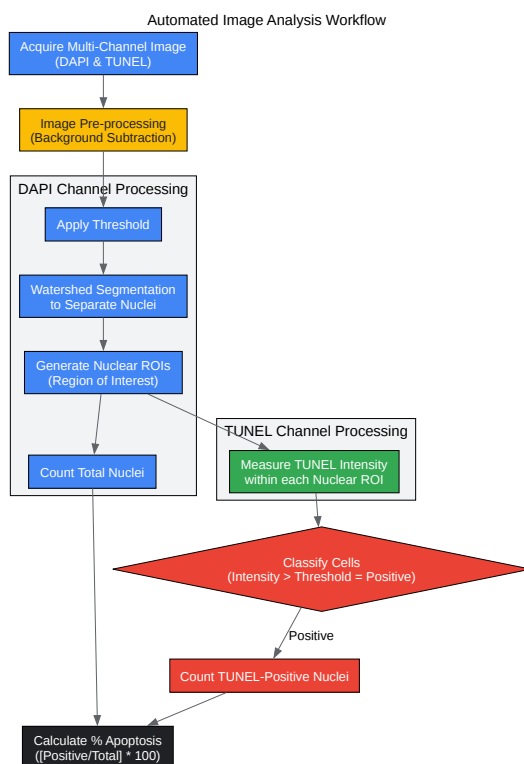 Automated Image Analysis Workflow
Acquire Multi-Channel Image
(DAPI & TUNEL)
Image Pre-processing
(Background Subtraction)
DAPI Channel Processing
Apply Threshold
Watershed Segmentation
to Separate Nuclei
Generate Nuclear ROIs
(Region of Interest)
TUNEL Channel Processing
Count Total Nuclei
Measure TUNEL Intensity
within each Nuclear ROI
Classify Cells
(Intensity > Threshold = Positive)
Positive
Count TUNEL-Positive Nuclei
Calculate % Apoptosis
([Positive/Total] * 100)